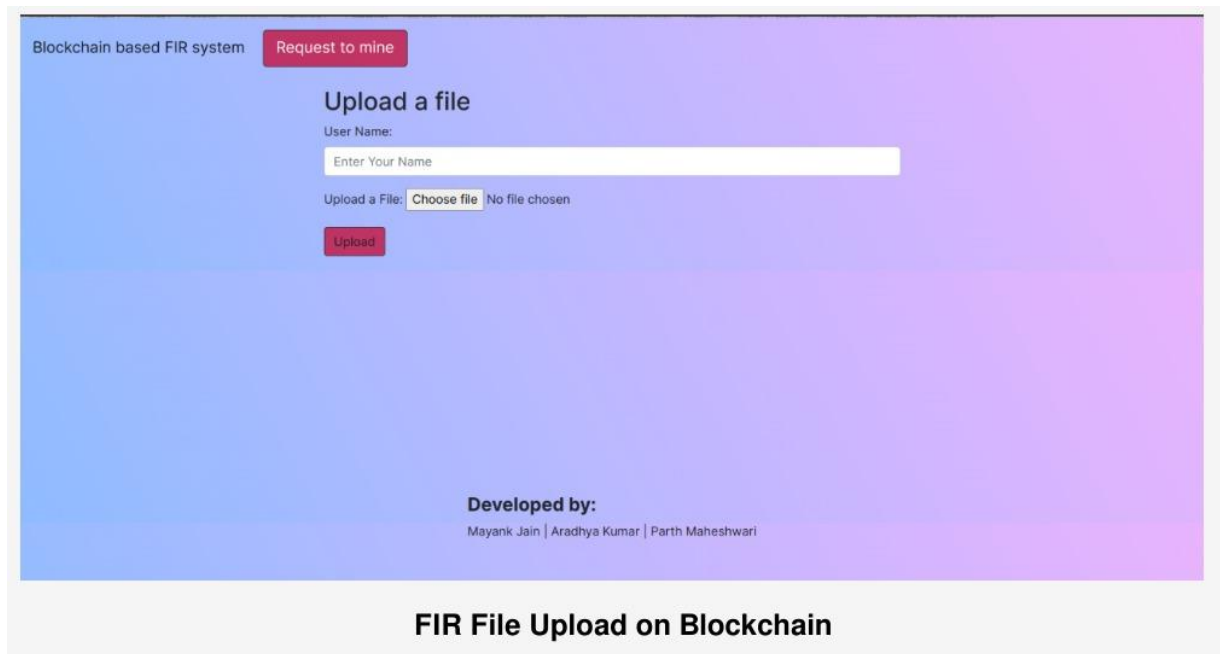 Blockchain based FIR system Request to mine
Upload a file
User Name:
Enter Your Name
Upload a File: Choose file No file chosen
Upload
Developed by:
Mayank Jain | Aradhya Kumar | Parth Maheshwari
FIR File Upload on Blockchain